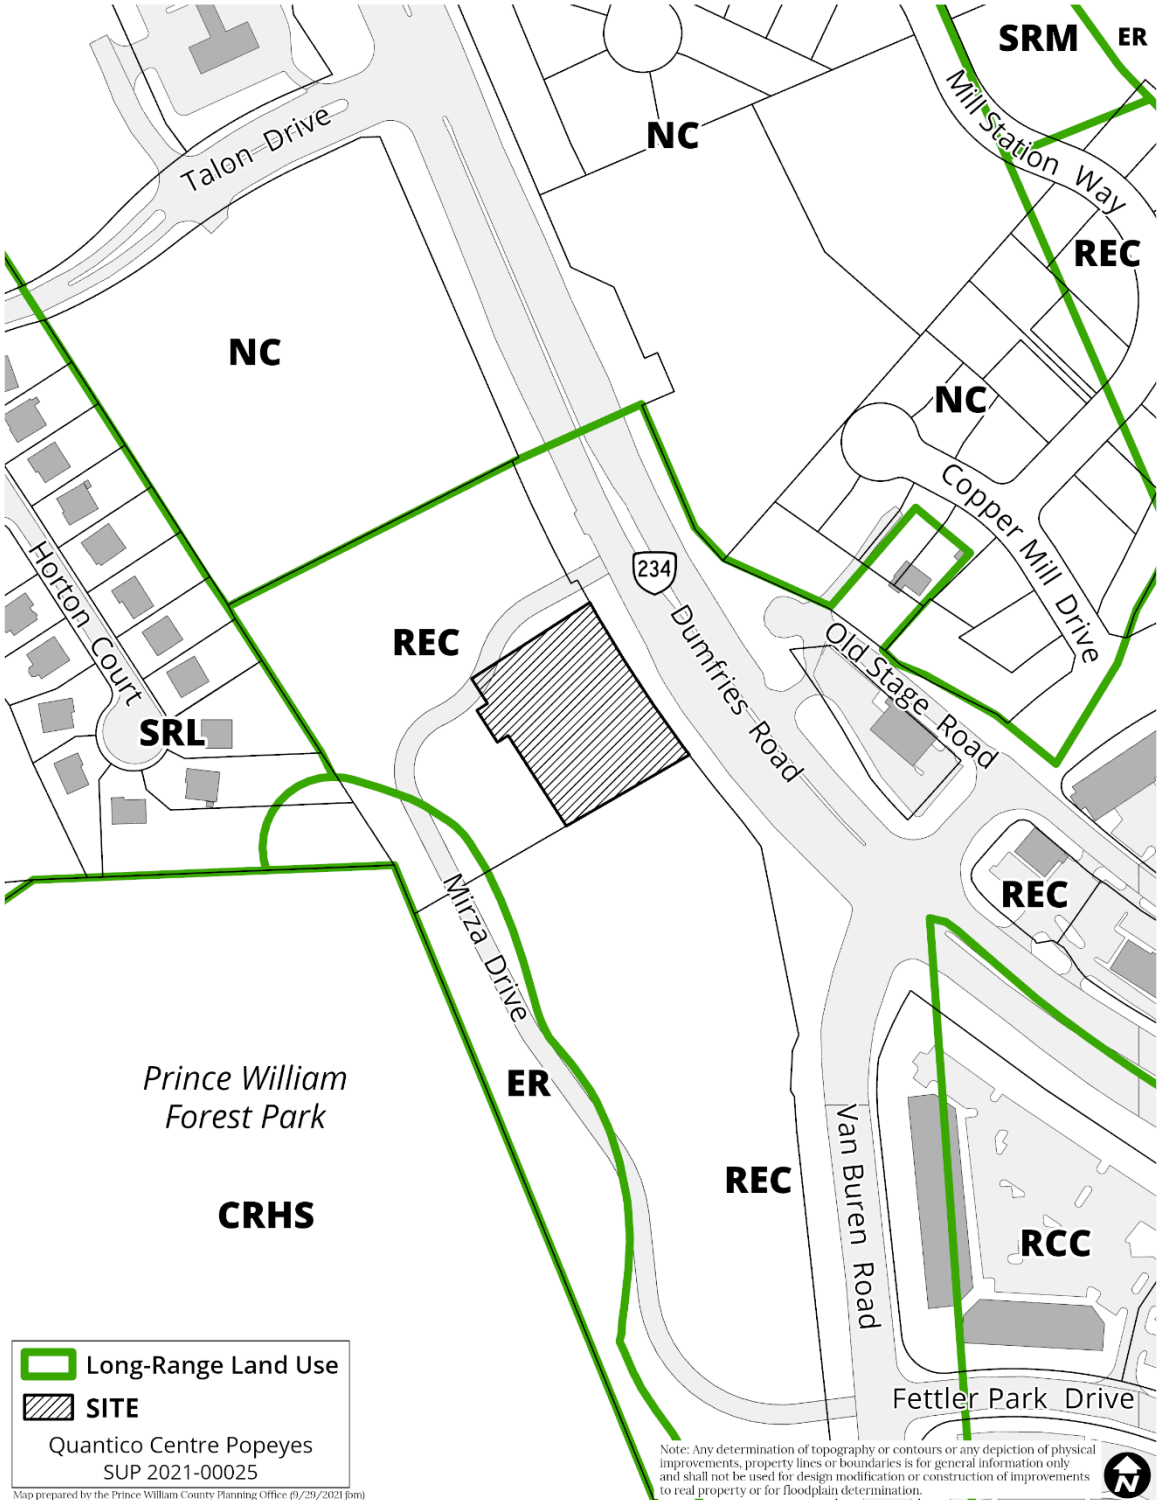 SRM
ER
Mill Station Way
NC
Talon Drive
REC
NC
NC
Copper Mill Drive
234
Horton Court
REC
Dumfries Road
Old Stage Road
SRL
REC
Mirza Drive
Prince William
Forest Park
ER
CRHS
REC
Van Buren Road
RCC
Fettler Park Drive
Long-Range Land Use
SITE
Quantico Centre Popeyes
SUP 2021-00025
Map prepared by the Prince William County Planning Office (9/29/2021 jbm)
Note: Any determination of topography or contours or any depiction of physical
improvements, property lines or boundaries is for general information only
and shall not be used for design modification or construction of improvements
to real property or for floodplain determination.
N